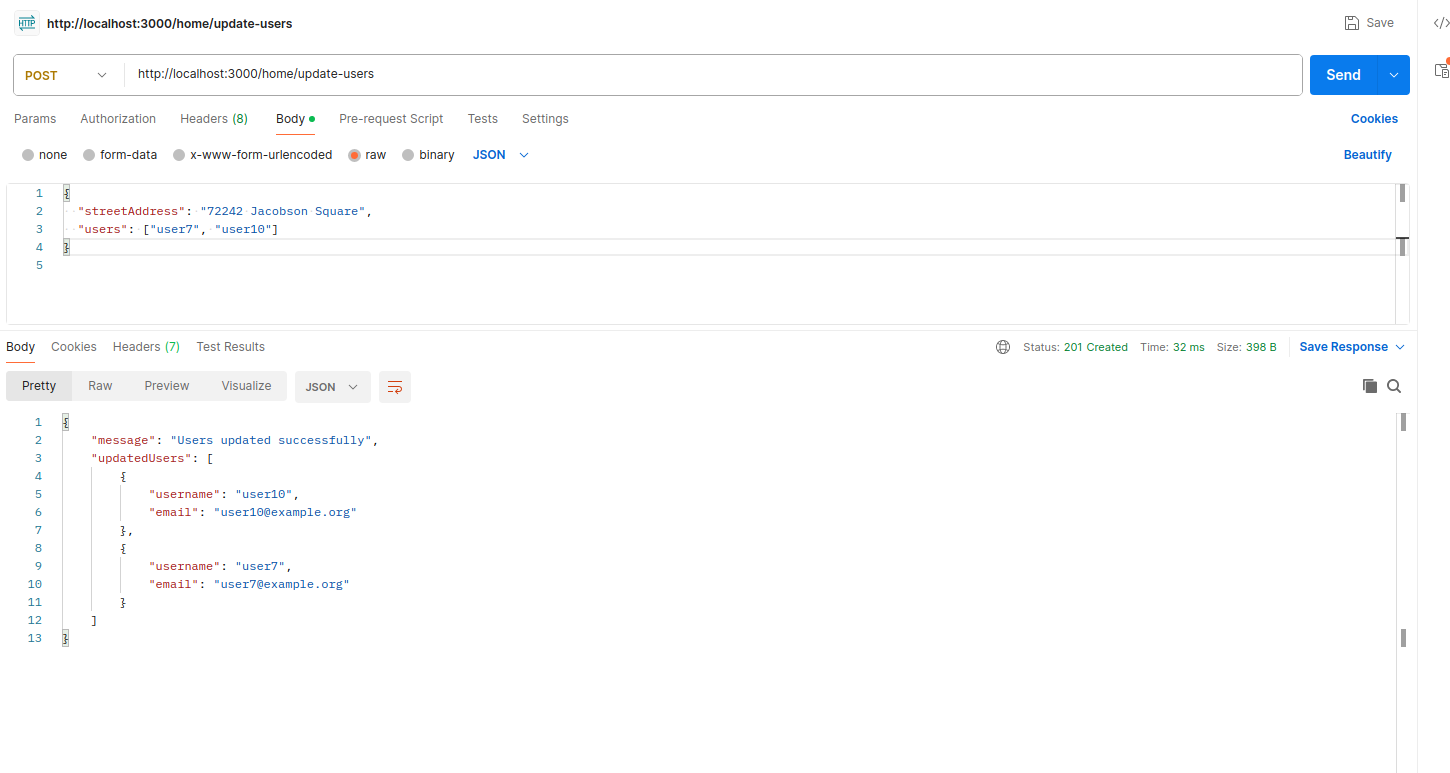 HTTP http://localhost:3000/home/update-users Save
POST http://localhost:3000/home/update-users Send
Params Authorization Headers (8) Body Pre-request Script Tests Settings Cookies
none form-data x-www-form-urlencoded raw binary JSON Beautify
1 {
2 "streetAddress": "72242 Jacobson Square",
3 "users": ["user7", "user10"]
4 }
5
Body Cookies Headers (7) Test Results Status: 201 Created Time: 32 ms Size: 398 B Save Response
Pretty Raw Preview Visualize JSON
1 {
2 "message": "Users updated successfully",
3 "updatedUsers": [
4 {
5 "username": "user10",
6 "email": "user10@example.org"
7 },
8 {
9 "username": "user7",
10 "email": "user7@example.org"
11 }
12 ]
13 }